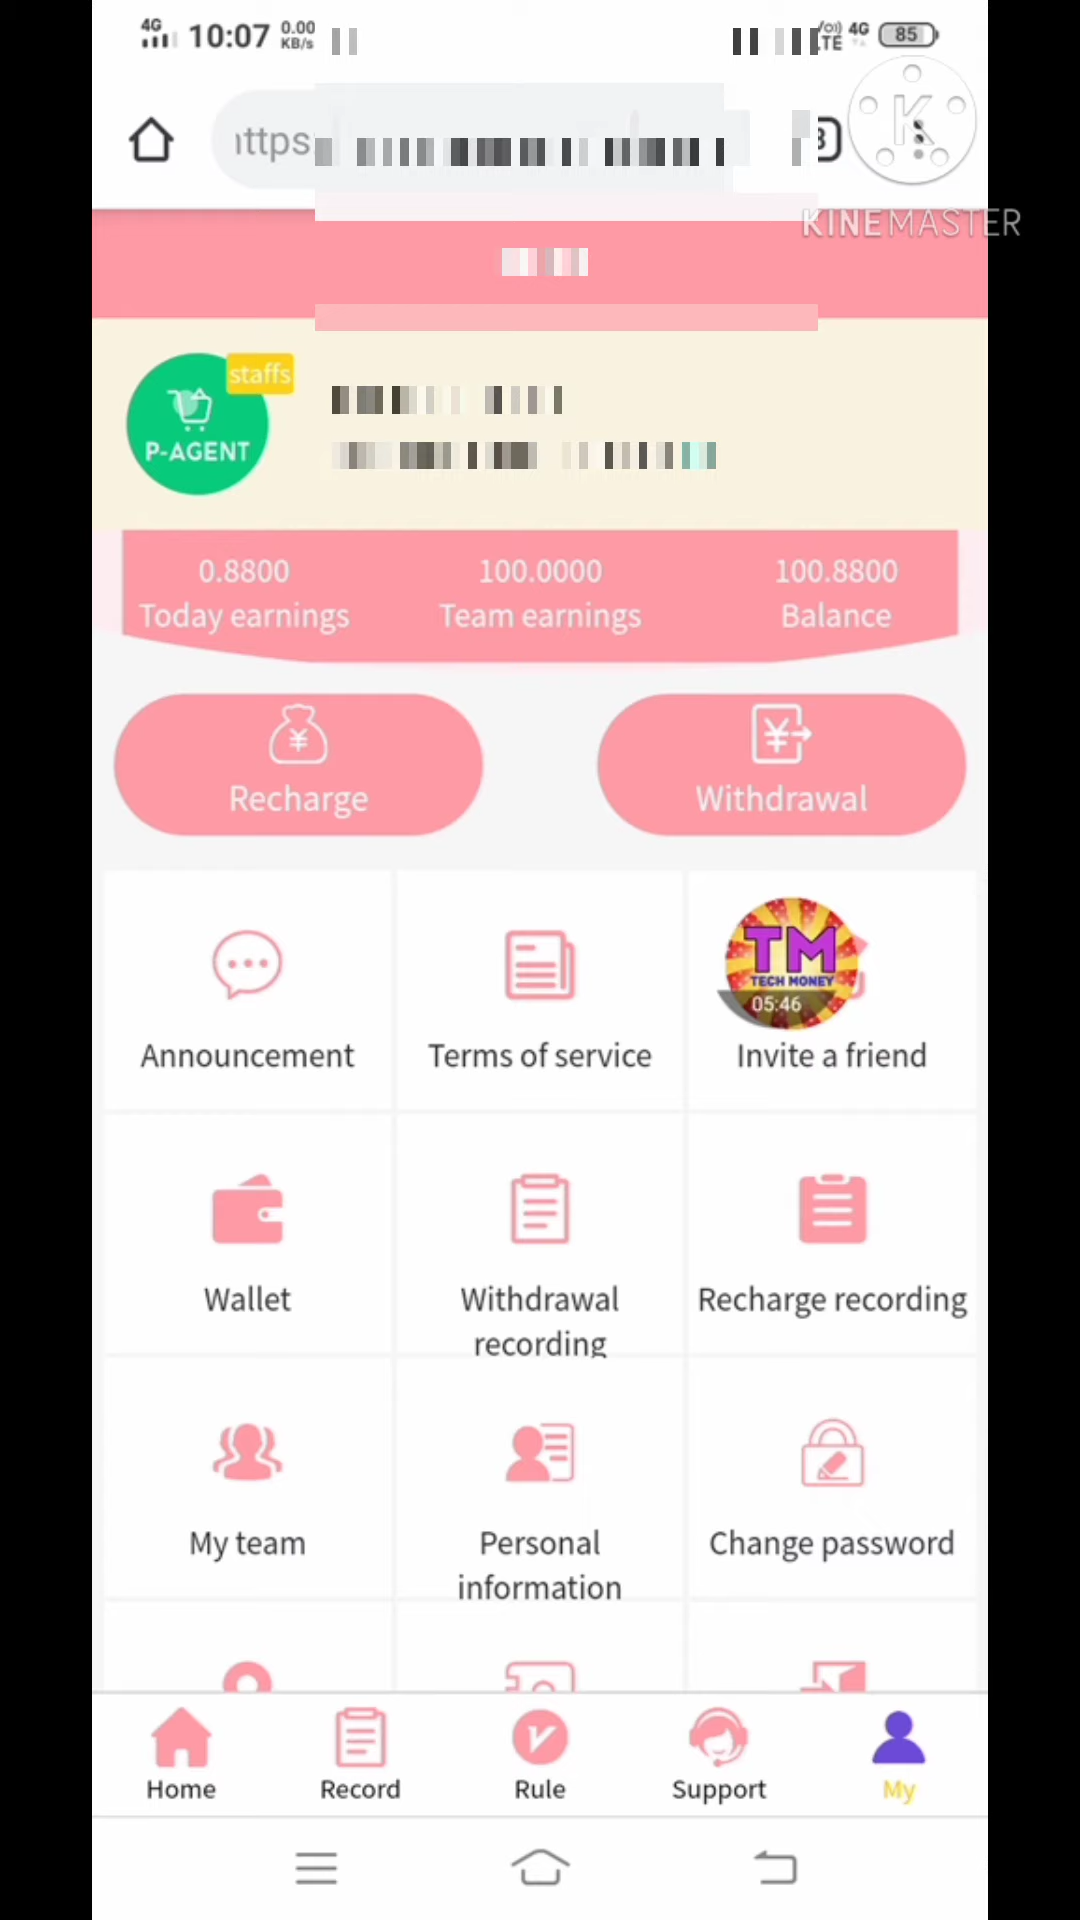 4G 10:07 0.00 KB/s 4G 85
https
KINEMASTER
staffs
P-AGENT
0.8800 100.0000 100.8800
Today earnings Team earnings Balance
Recharge Withdrawal
TM
TECH MONEY
05:46
Announcement Terms of service Invite a friend
Wallet Withdrawal recording Recharge recording
My team Personal information Change password
Home Record Rule Support My